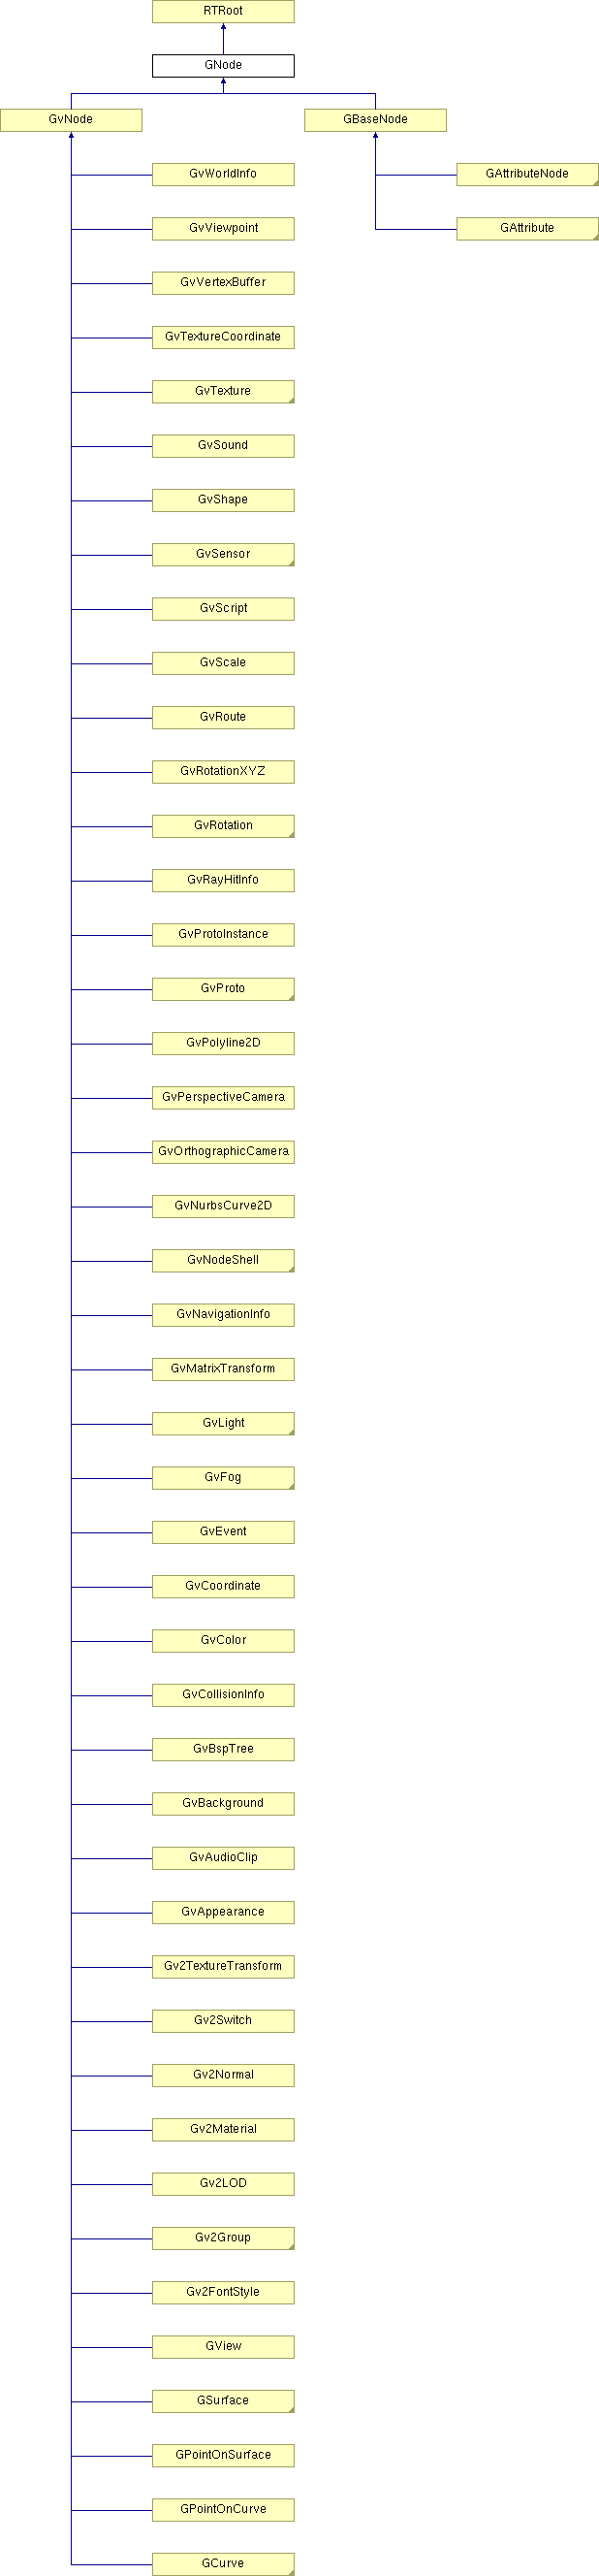 RTRoot
GNode
GvNode
GBaseNode
GvWorldInfo
GAttributeNode
GvViewpoint
GAttribute
GvVertexBuffer
GvTextureCoordinate
GvTexture
GvSound
GvShape
GvSensor
GvScript
GvScale
GvRoute
GvRotationXYZ
GvRotation
GvRayHitInfo
GvProtoInstance
GvProto
GvPolyline2D
GvPerspectiveCamera
GvOrthographicCamera
GvNurbsCurve2D
GvNodeShell
GvNavigationInfo
GvMatrixTransform
GvLight
GvFog
GvEvent
GvCoordinate
GvColor
GvCollisionInfo
GvBspTree
GvBackground
GvAudioClip
GvAppearance
Gv2TextureTransform
Gv2Switch
Gv2Normal
Gv2Material
Gv2LOD
Gv2Group
Gv2FontStyle
GView
GSurface
GPointOnSurface
GPointOnCurve
GCurve